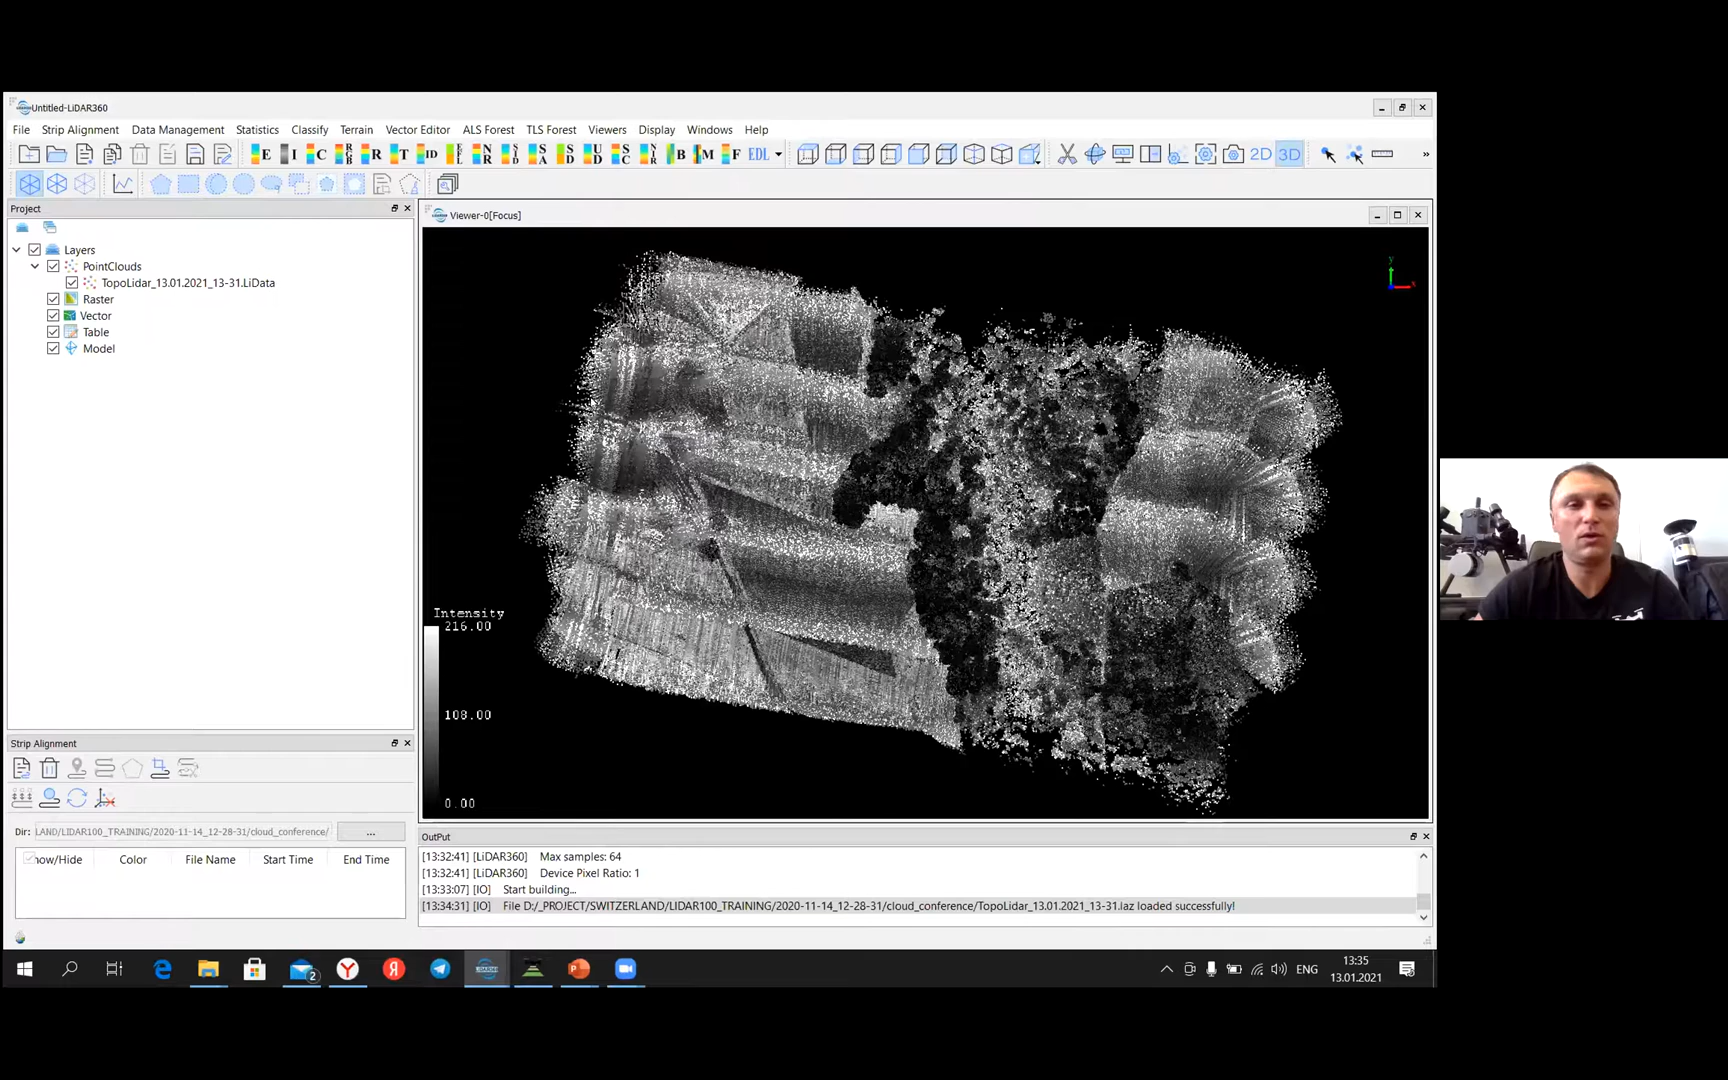 Untitled-LiDAR360
File Strip Alignment Data Management Statistics Classify Terrain Vector Editor ALS Forest TLS Forest Viewers Display Windows Help
E I C R T ID B M F EDL 2D 3D
Project
Viewer-0[Focus]
Layers
PointClouds
TopoLidar_13.01.2021_13-31.LiData
Raster
Vector
Table
Model
Intensity
216.00
108.00
0.00
Strip Alignment
Dir: LAND/LIDAR100_TRAINING/2020-11-14_12-28-31/cloud_conference/ ...
how/Hide Color File Name Start Time End Time
OutPut
[13:32:41] [LiDAR360] Max samples: 64
[13:32:41] [LiDAR360] Device Pixel Ratio: 1
[13:33:07] [IO] Start building...
[13:34:31] [IO] File D:/_PROJECT/SWITZERLAND/LIDAR100_TRAINING/2020-11-14_12-28-31/cloud_conference/TopoLidar_13.01.2021_13-31.laz loaded successfully!
2
ENG
13:35
13.01.2021